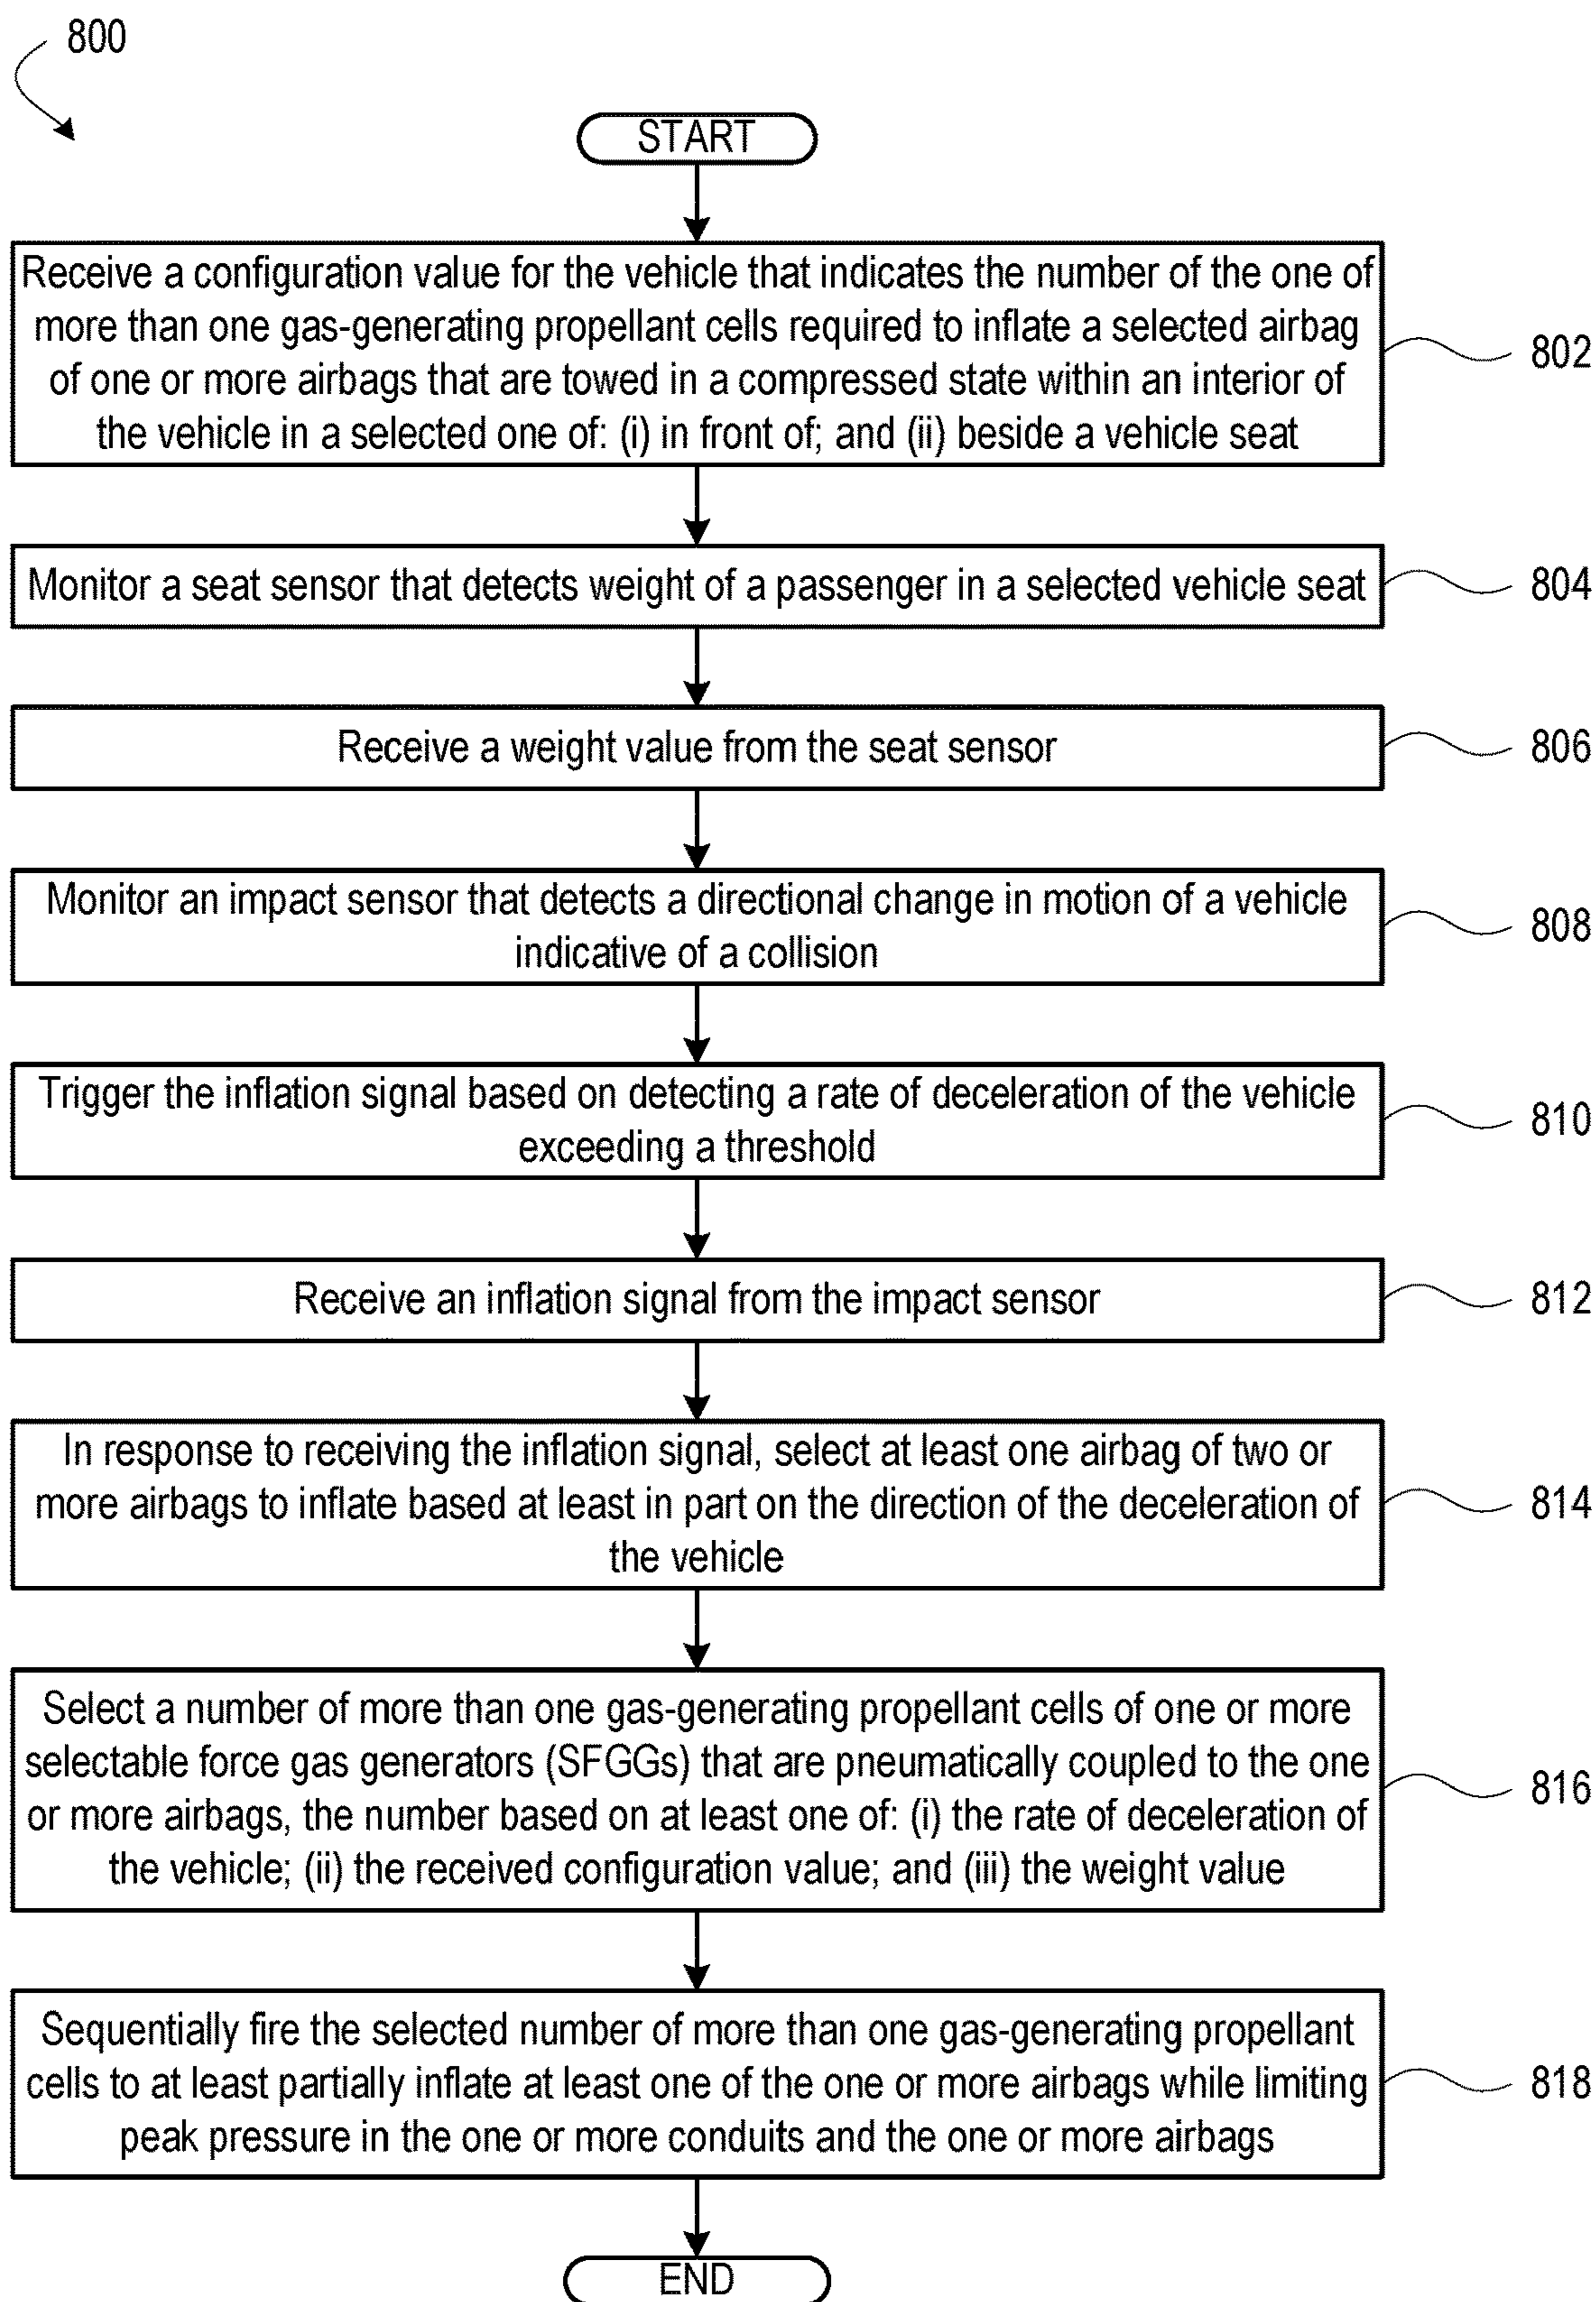 800
START
Receive a configuration value for the vehicle that indicates the number of the one of
more than one gas-generating propellant cells required to inflate a selected airbag
of one or more airbags that are towed in a compressed state within an interior of
the vehicle in a selected one of: (i) in front of; and (ii) beside a vehicle seat
802
Monitor a seat sensor that detects weight of a passenger in a selected vehicle seat
804
Receive a weight value from the seat sensor
806
Monitor an impact sensor that detects a directional change in motion of a vehicle
indicative of a collision
808
Trigger the inflation signal based on detecting a rate of deceleration of the vehicle
exceeding a threshold
810
Receive an inflation signal from the impact sensor
812
In response to receiving the inflation signal, select at least one airbag of two or
more airbags to inflate based at least in part on the direction of the deceleration of
the vehicle
814
Select a number of more than one gas-generating propellant cells of one or more
selectable force gas generators (SFGGs) that are pneumatically coupled to the one
or more airbags, the number based on at least one of: (i) the rate of deceleration of
the vehicle; (ii) the received configuration value; and (iii) the weight value
816
Sequentially fire the selected number of more than one gas-generating propellant
cells to at least partially inflate at least one of the one or more airbags while limiting
peak pressure in the one or more conduits and the one or more airbags
818
END